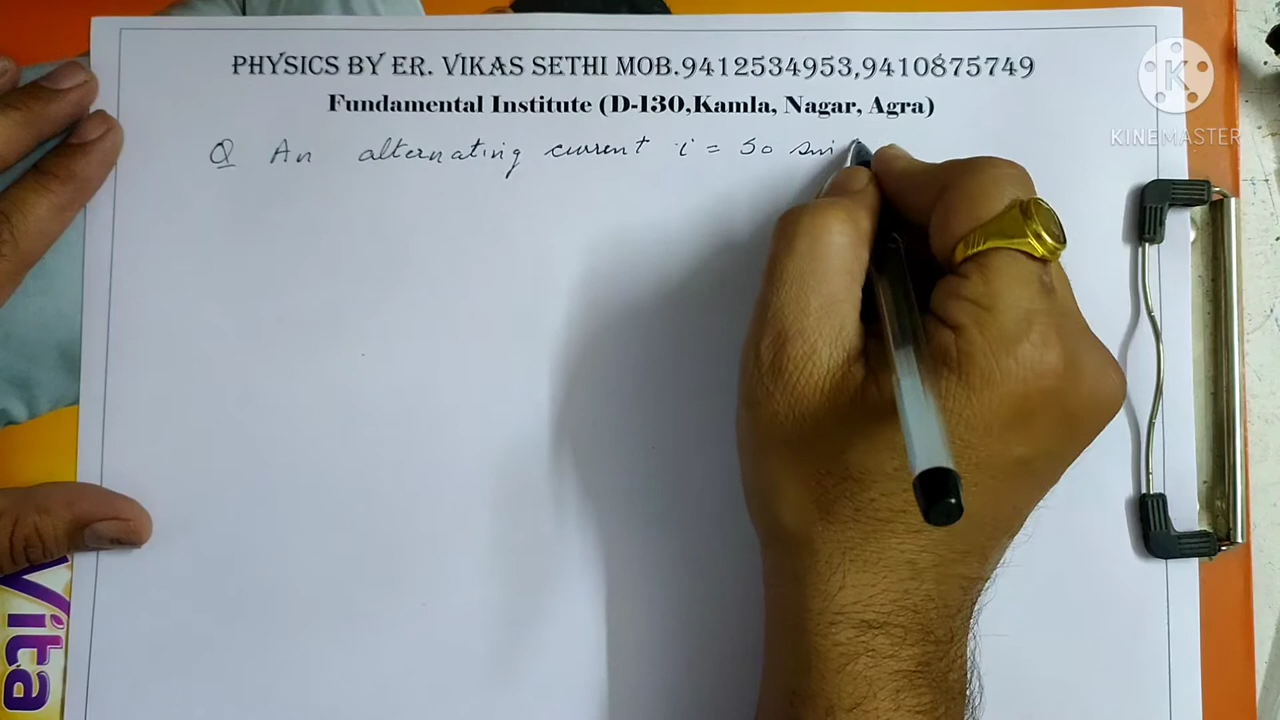 PHYSICS BY ER. VIKAS SETHI MOB.9412534953,9410875749
Fundamental Institute (D-130,Kamla, Nagar, Agra)
Q An alternating current i = 50 sin
KINEMASTER
Vita